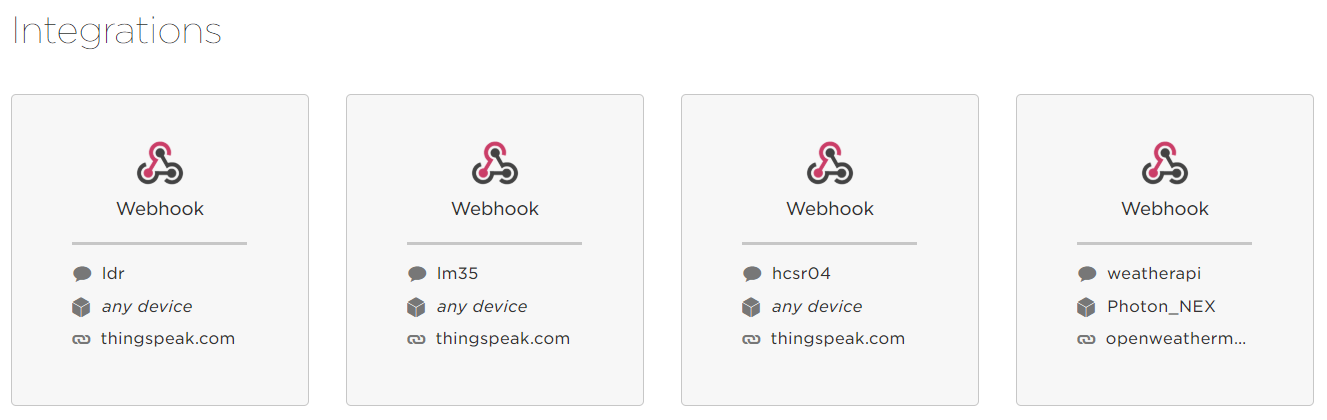 Integrations
Webhook
ldr
any device
thingspeak.com
Webhook
lm35
any device
thingspeak.com
Webhook
hcsr04
any device
thingspeak.com
Webhook
weatherapi
Photon_NEX
openweatherm...